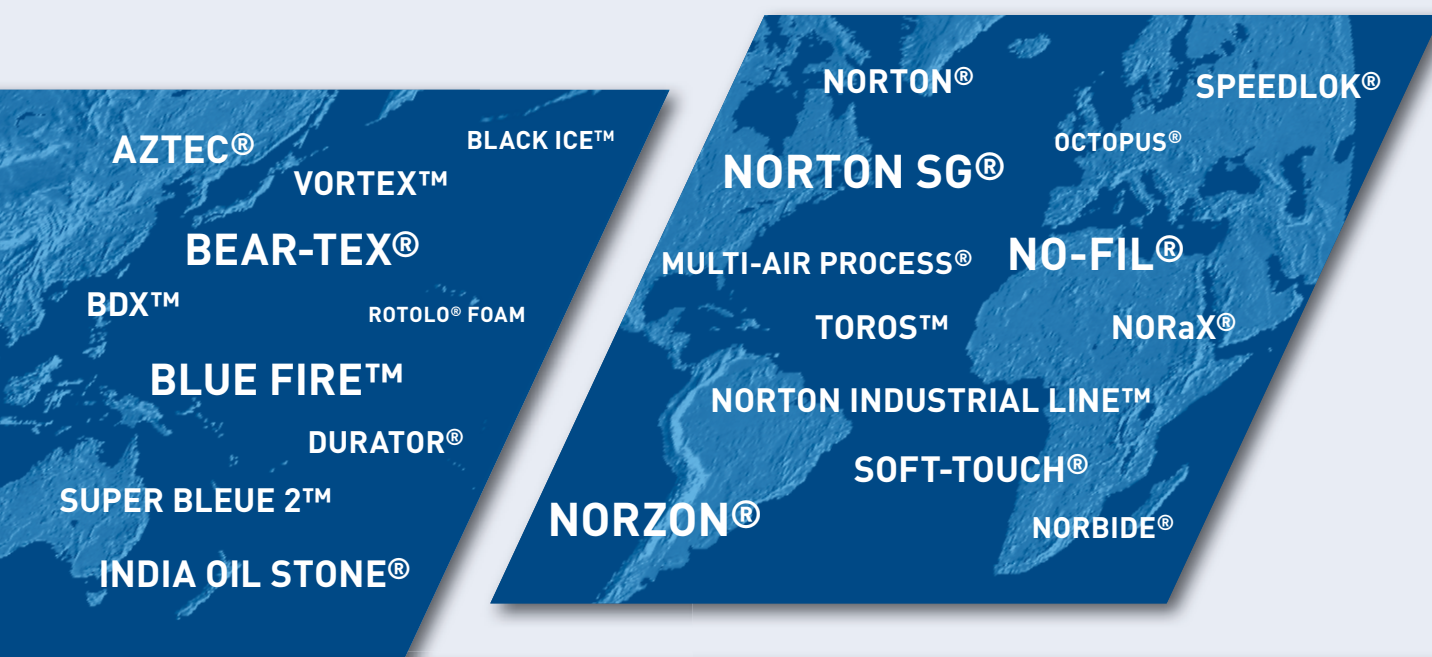 AZTEC®
BLACK ICE™
VORTEX™
BEAR-TEX®
BDX™
ROTOLO® FOAM
BLUE FIRE™
DURATOR®
SUPER BLEUE 2™
INDIA OIL STONE®
NORTON®
SPEEDLOK®
OCTOPUS®
NORTON SG®
MULTI-AIR PROCESS®
NO-FIL®
TOROS™
NORaX®
NORTON INDUSTRIAL LINE™
SOFT-TOUCH®
NORZON®
NORBIDE®